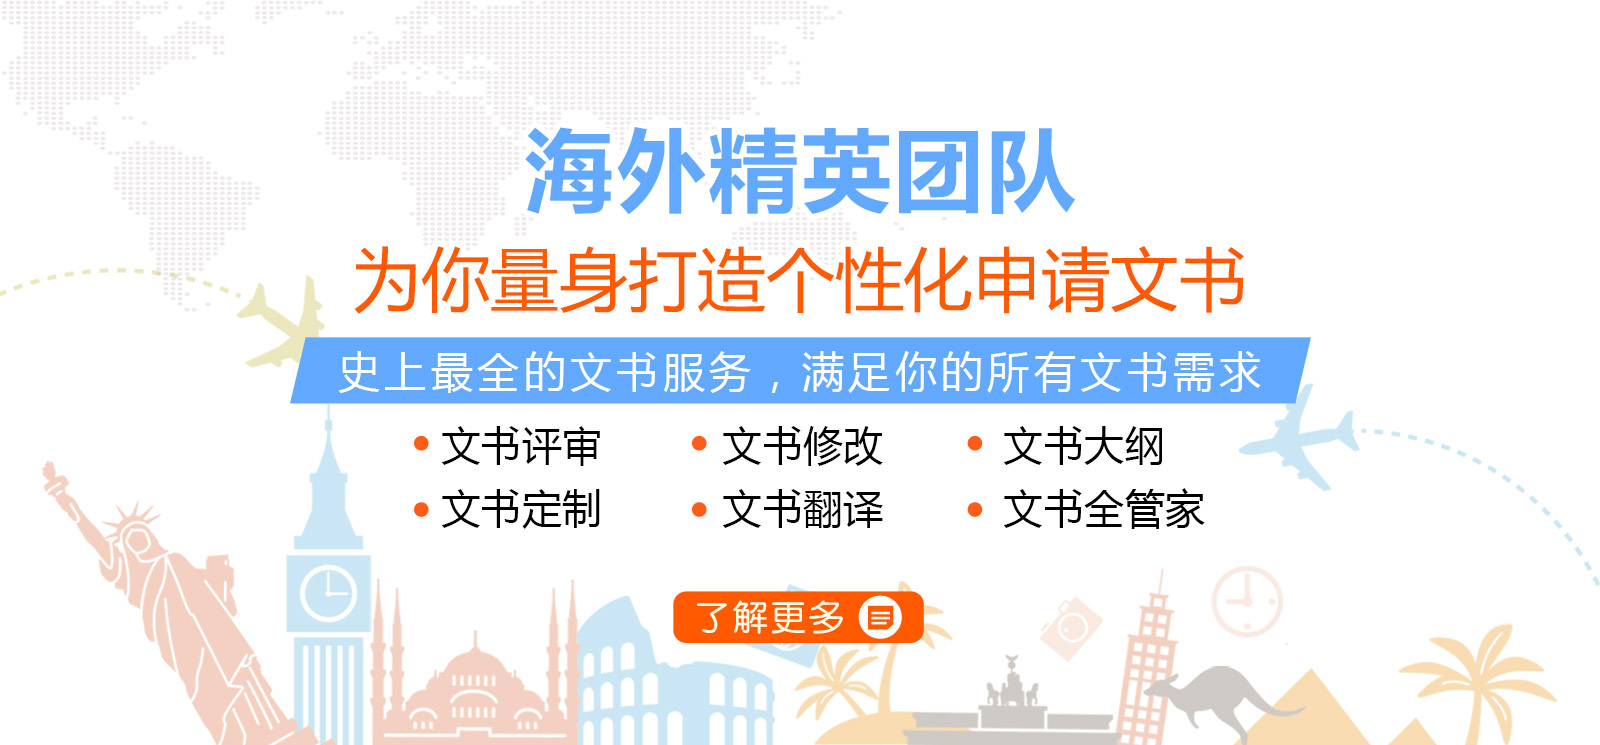 海外精英团队
为你量身打造个性化申请文书
史上最全的文书服务，满足你的所有文书需求
• 文书评审 • 文书修改 • 文书大纲
• 文书定制 • 文书翻译 • 文书全管家
了解更多